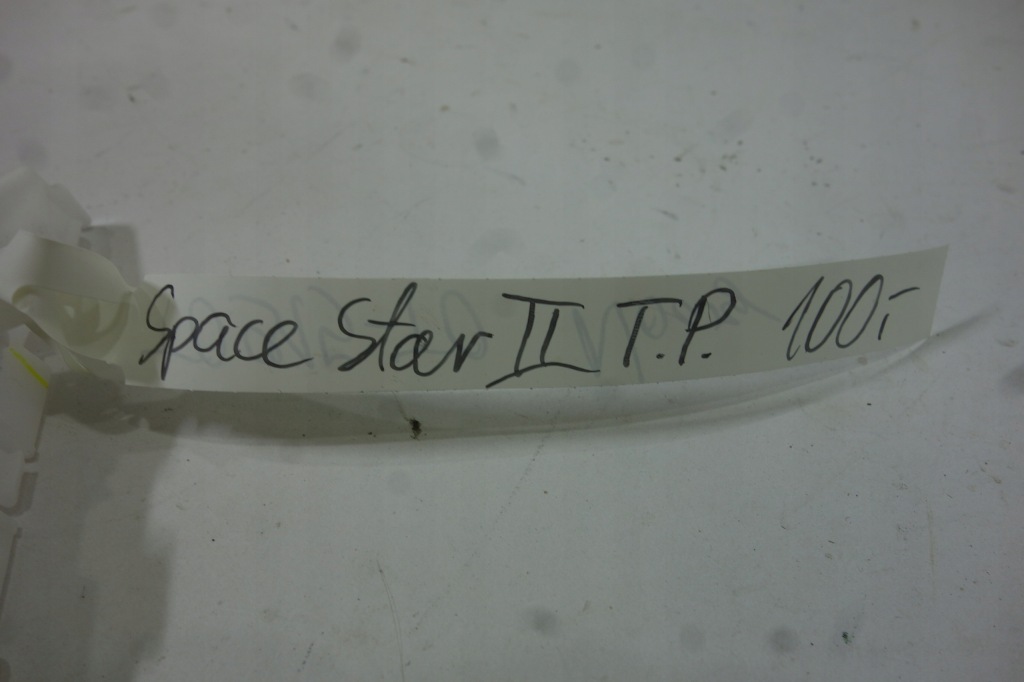 Space Star II T.P. 100,-